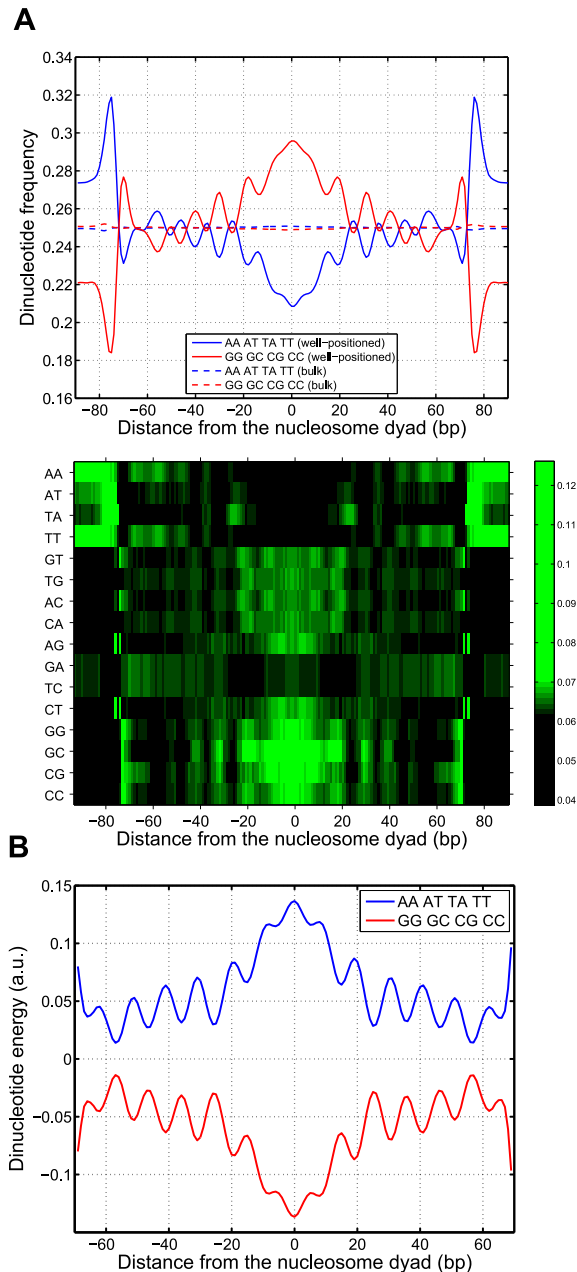 A
0.34
0.32
0.3
0.28
0.26
0.24
0.22
0.2
0.18
0.16
Dinucleotide frequency
AA AT TA TT (well−positioned)
GG GC CG CC (well−positioned)
AA AT TA TT (bulk)
GG GC CG CC (bulk)
−80 −60 −40 −20 0 20 40 60 80
Distance from the nucleosome dyad (bp)
AA
AT
TA
TT
GT
TG
AC
CA
AG
GA
TC
CT
GG
GC
CG
CC
0.12
0.11
0.10
0.09
0.08
0.07
0.06
0.05
0.04
−80 −60 −40 −20 0 20 40 60 80
Distance from the nucleosome dyad (bp)
B
0.15
0.1
0.05
0
−0.05
−0.1
Dinucleotide energy (a.u.)
AA AT TA TT
GG GC CG CC
−60 −40 −20 0 20 40 60
Distance from the nucleosome dyad (bp)